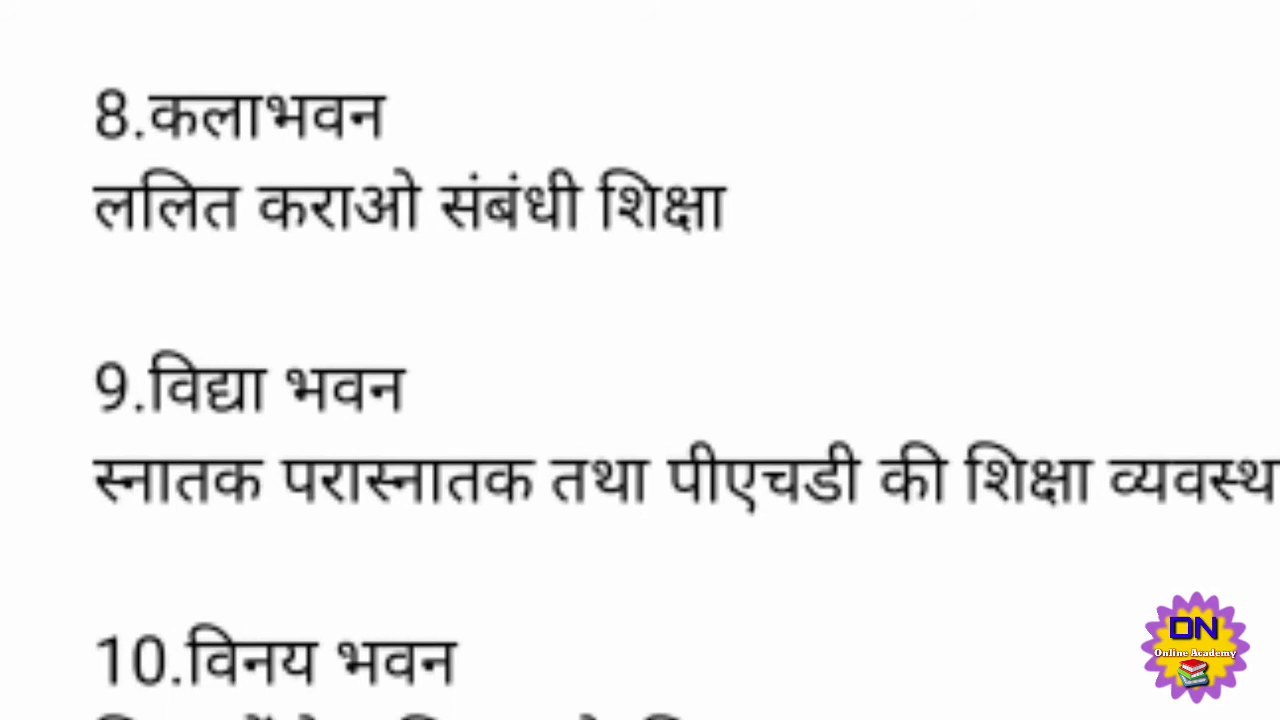 8.कलाभवन
ललित कराओ संबंधी शिक्षा
9.विद्या भवन
स्नातक परास्नातक तथा पीएचडी की शिक्षा
10.विनय भवन
DN
Online Academy